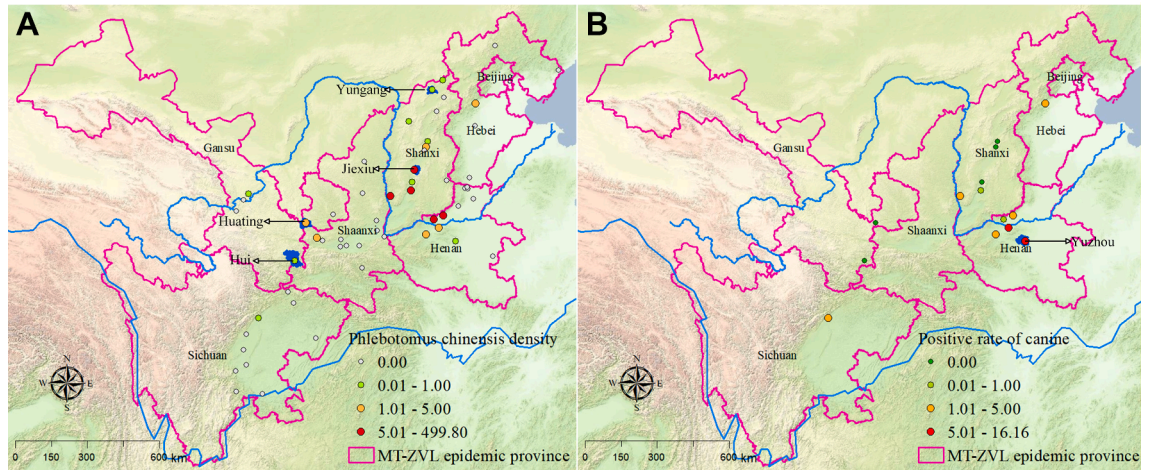 A
Beijing
Yungang
Hebei
Gansu
Shanxi
Jiexiu
Huating
Shaanxi
Henan
Hui
Sichuan
Phlebotomus chinensis density
0.00
0.01 - 1.00
1.01 - 5.00
5.01 - 499.80
MT-ZVL epidemic province
N
W E
S
0 150 300 600 km
B
Beijing
Hebei
Gansu
Shanxi
Shaanxi
Henan
Yuzhou
Sichuan
Positive rate of canine
0.00
0.01 - 1.00
1.01 - 5.00
5.01 - 16.16
MT-ZVL epidemic province
N
W E
S
0 150 300 600 km